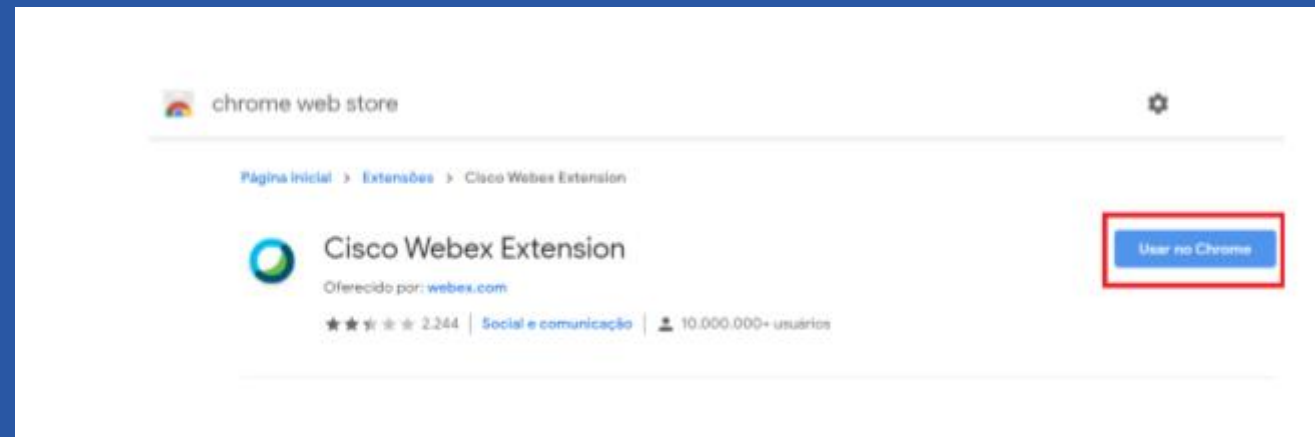 chrome web store
Página inicial > Extensões > Cisco Webex Extension
Cisco Webex Extension
Usar no Chrome
Oferecido por: webex.com
2.244 | Social e comunicação | 10.000.000+ usuários